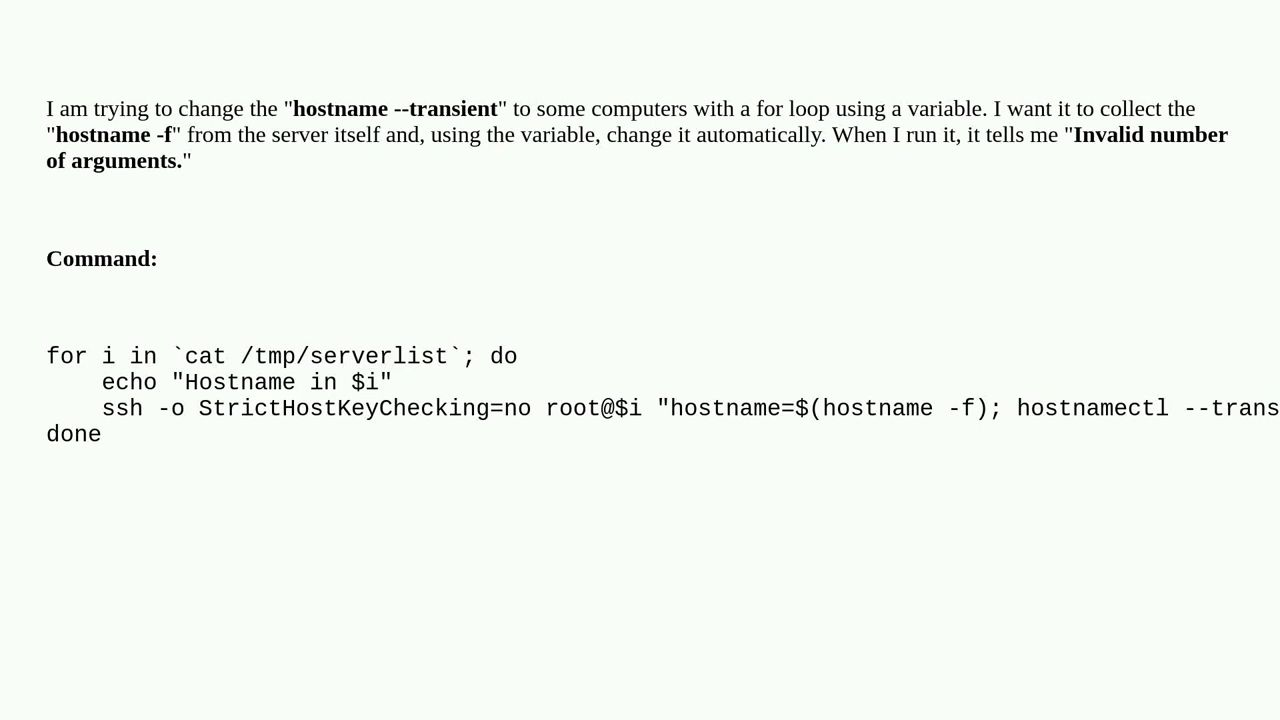 I am trying to change the "hostname --transient" to some computers with a for loop using a variable. I want it to collect the
"hostname -f" from the server itself and, using the variable, change it automatically. When I run it, it tells me "Invalid number
of arguments."
Command:
for i in `cat /tmp/serverlist`; do
    echo "Hostname in $i"
    ssh -o StrictHostKeyChecking=no root@$i "hostname=$(hostname -f); hostnamectl --trans
done